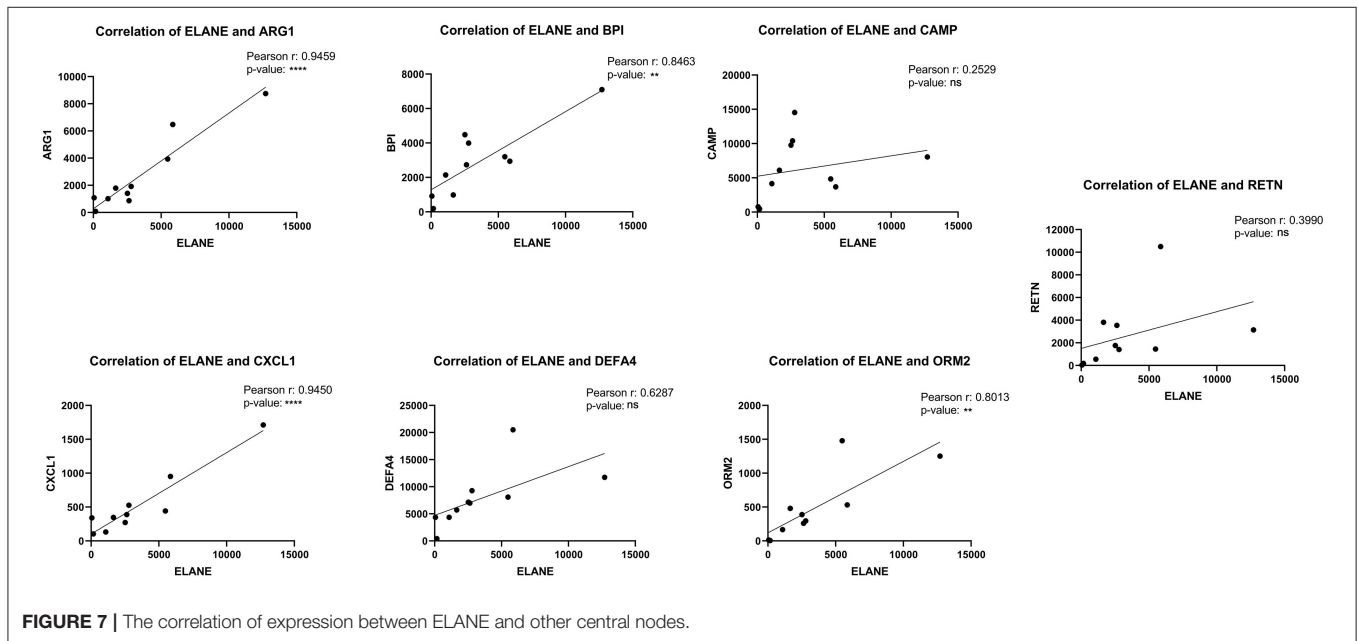 Correlation of ELANE and ARG1
Pearson r: 0.9459
p-value: ****
10000
8000
6000
4000
2000
0
ARG1
0 5000 10000 15000
ELANE
Correlation of ELANE and BPI
Pearson r: 0.8463
p-value: **
8000
6000
4000
2000
0
BPI
0 5000 10000 15000
ELANE
Correlation of ELANE and CAMP
Pearson r: 0.2529
p-value: ns
20000
15000
10000
5000
0
CAMP
0 5000 10000 15000
ELANE
Correlation of ELANE and RETN
Pearson r: 0.3990
p-value: ns
12000
10000
8000
6000
4000
2000
0
RETN
0 5000 10000 15000
ELANE
Correlation of ELANE and CXCL1
Pearson r: 0.9450
p-value: ****
2000
1500
1000
500
0
CXCL1
0 5000 10000 15000
ELANE
Correlation of ELANE and DEFA4
Pearson r: 0.6287
p-value: ns
25000
20000
15000
10000
5000
0
DEFA4
0 5000 10000 15000
ELANE
Correlation of ELANE and ORM2
Pearson r: 0.8013
p-value: **
2000
1500
1000
500
0
ORM2
0 5000 10000 15000
ELANE
FIGURE 7 | The correlation of expression between ELANE and other central nodes.